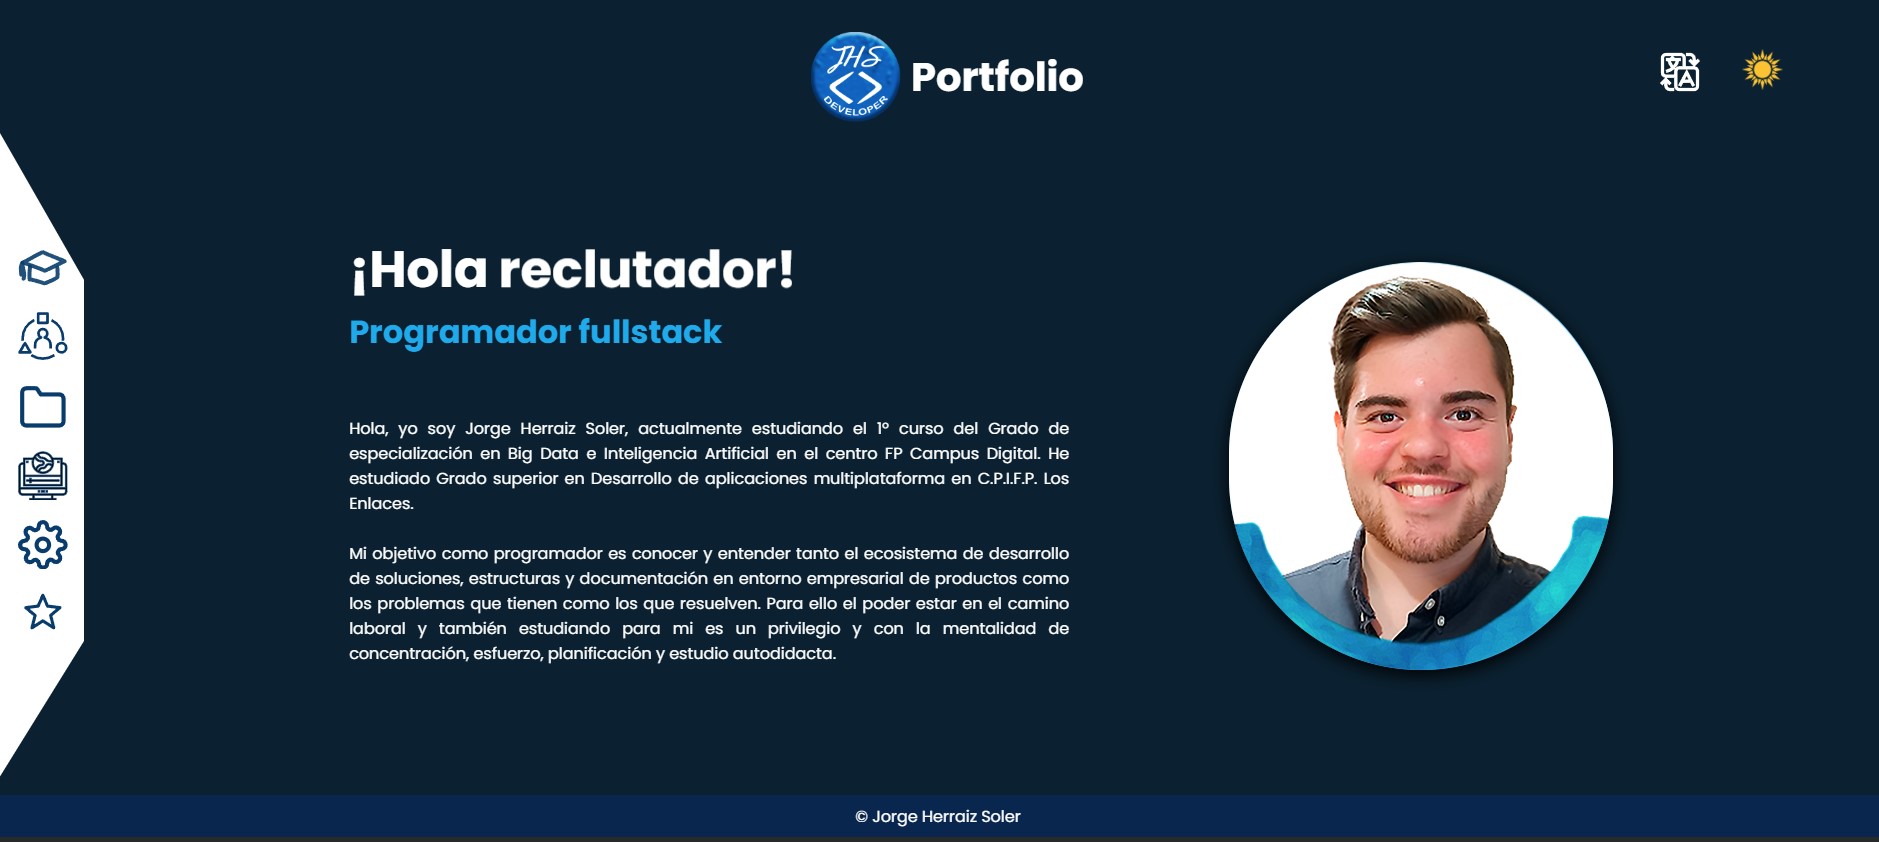 JHS
DEVELOPER
Portfolio
文
A
¡Hola reclutador!
Programador fullstack
Hola, yo soy Jorge Herraiz Soler, actualmente estudiando el 1º curso del Grado de
especialización en Big Data e Inteligencia Artificial en el centro FP Campus Digital. He
estudiado Grado superior en Desarrollo de aplicaciones multiplataforma en C.P.I.F.P. Los
Enlaces.
Mi objetivo como programador es conocer y entender tanto el ecosistema de desarrollo
de soluciones, estructuras y documentación en entorno empresarial de productos como
los problemas que tienen como los que resuelven. Para ello el poder estar en el camino
laboral y también estudiando para mi es un privilegio y con la mentalidad de
concentración, esfuerzo, planificación y estudio autodidacta.
© Jorge Herraiz Soler